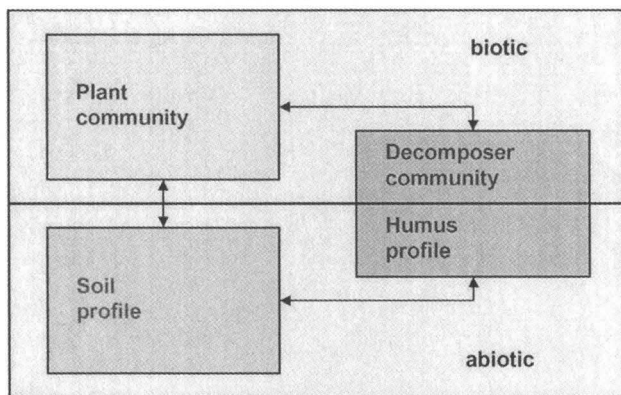 biotic
Plant
community
Decomposer
community
Humus
profile
Soil
profile
abiotic